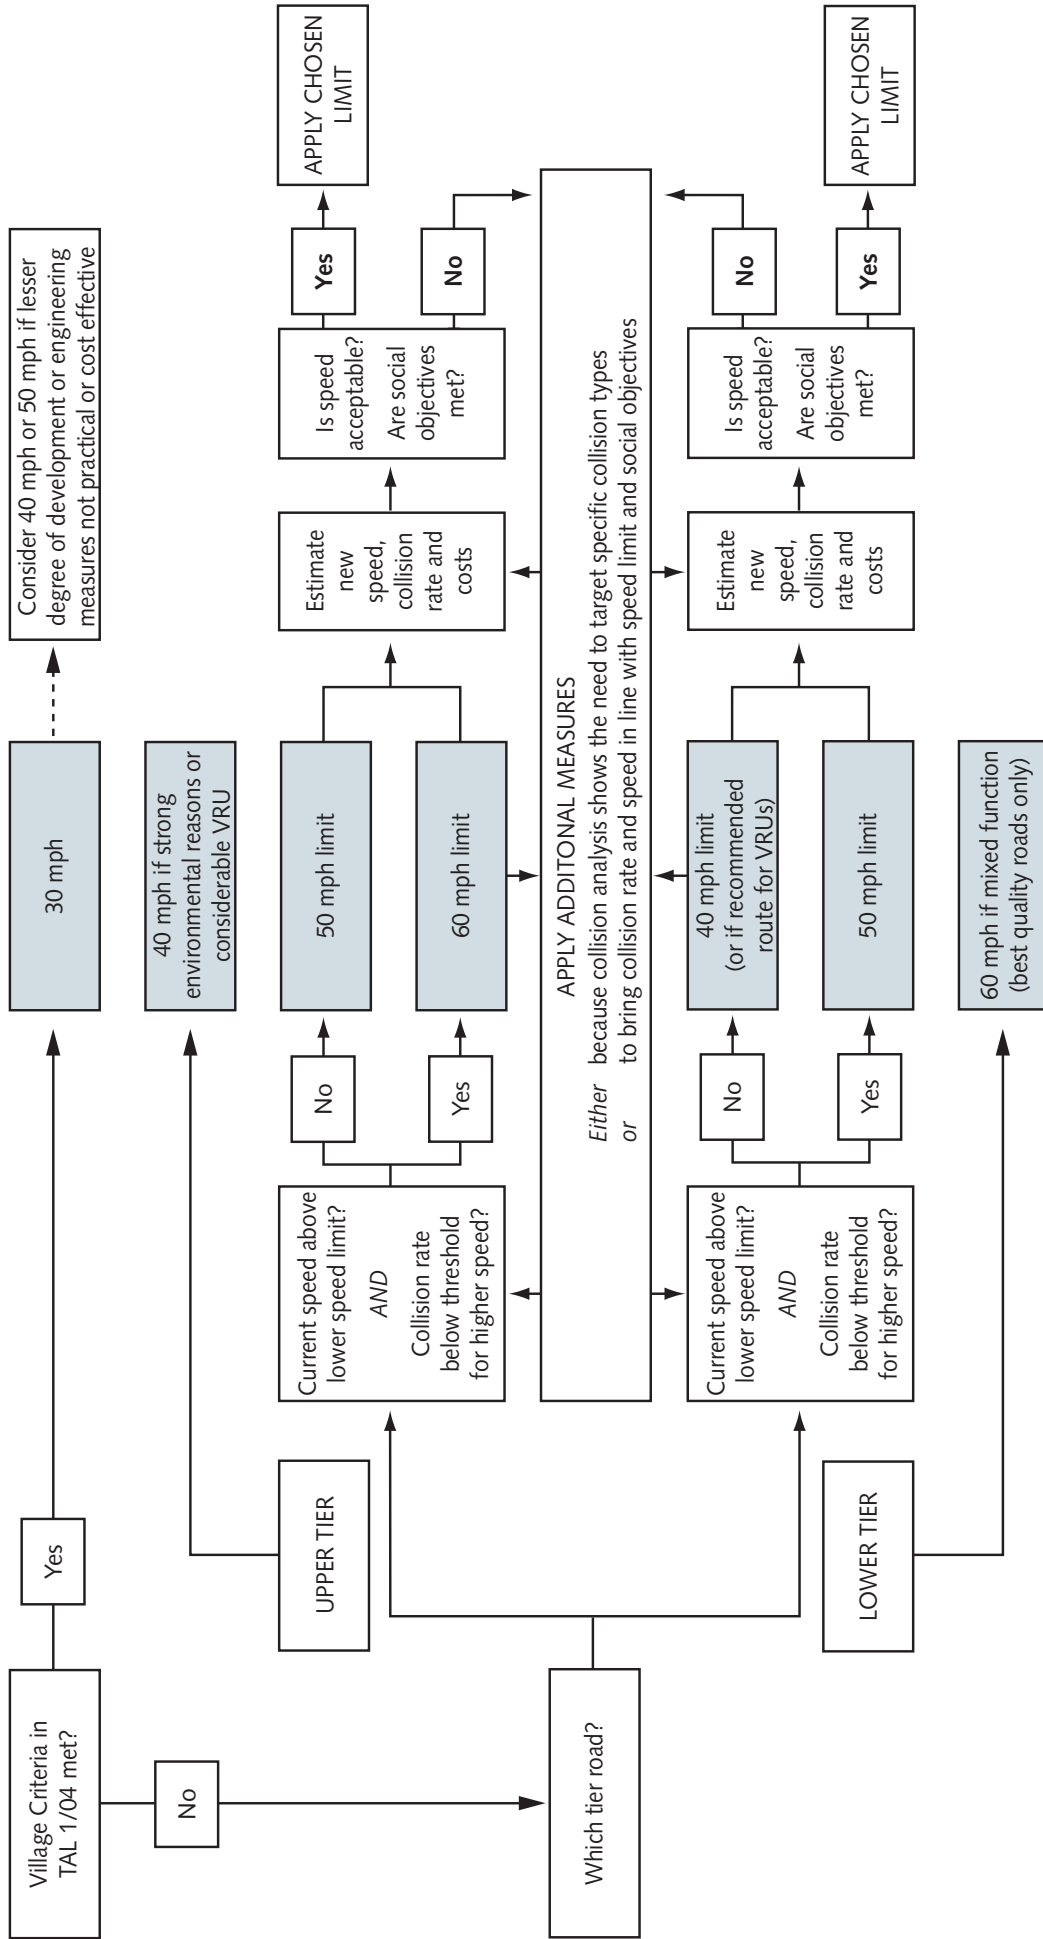 Village Criteria in
TAL 1/04 met?
Yes
30 mph
Consider 40 mph or 50 mph if lesser
degree of development or engineering
measures not practical or cost effective
No
Which tier road?
UPPER TIER
40 mph if strong
environmental reasons or
considerable VRU
Current speed above
lower speed limit?
AND
Collision rate
below threshold
for higher speed?
No
50 mph limit
Yes
60 mph limit
Estimate
new
speed,
collision
rate and
costs
Is speed
acceptable?
Are social
objectives
met?
Yes
APPLY CHOSEN
LIMIT
No
APPLY ADDITONAL MEASURES
Either because collision analysis shows the need to target specific collision types
or to bring collision rate and speed in line with speed limit and social objectives
Current speed above
lower speed limit?
AND
Collision rate
below threshold
for higher speed?
No
40 mph limit
(or if recommended
route for VRUs)
Yes
50 mph limit
Estimate
new
speed,
collision
rate and
costs
Is speed
acceptable?
Are social
objectives
met?
No
Yes
APPLY CHOSEN
LIMIT
LOWER TIER
60 mph if mixed function
(best quality roads only)